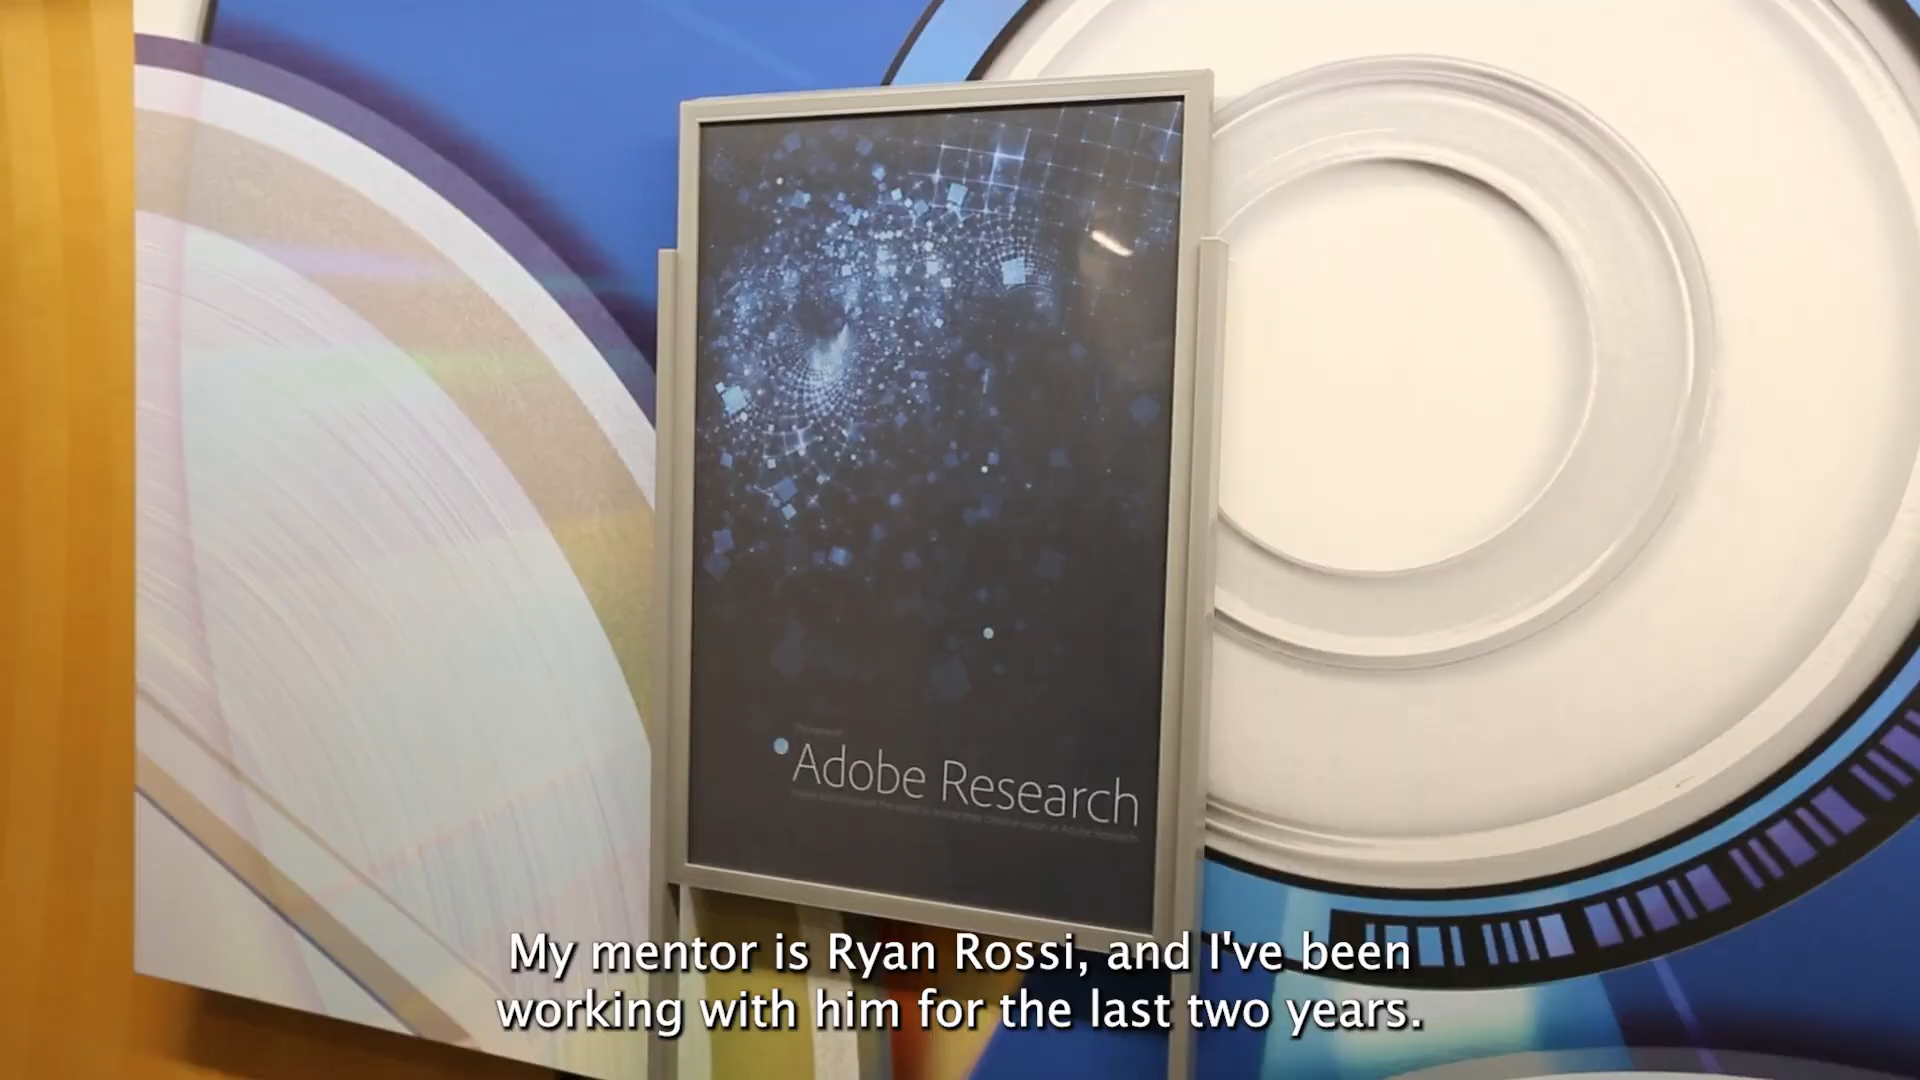 Adobe Research
My mentor is Ryan Rossi, and I've been
working with him for the last two years.